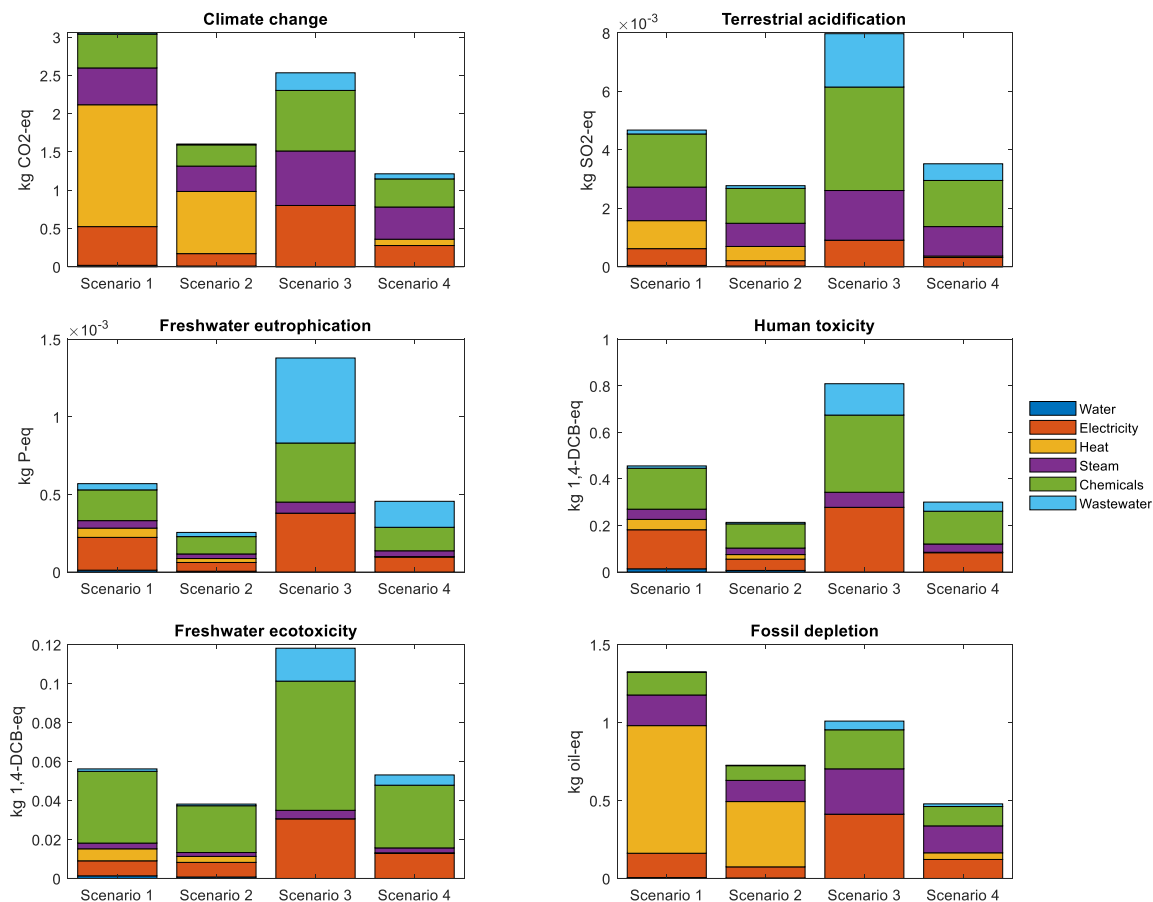 Climate change
kg CO2-eq
3
2.5
2
1.5
1
0.5
0
Scenario 1 Scenario 2 Scenario 3 Scenario 4
Terrestrial acidification
×10-3
kg SO2-eq
8
6
4
2
0
Scenario 1 Scenario 2 Scenario 3 Scenario 4
Freshwater eutrophication
×10-3
kg P-eq
1.5
1
0.5
0
Scenario 1 Scenario 2 Scenario 3 Scenario 4
Human toxicity
kg 1,4-DCB-eq
1
0.8
0.6
0.4
0.2
0
Scenario 1 Scenario 2 Scenario 3 Scenario 4
Water
Electricity
Heat
Steam
Chemicals
Wastewater
Freshwater ecotoxicity
kg 1,4-DCB-eq
0.12
0.1
0.08
0.06
0.04
0.02
0
Scenario 1 Scenario 2 Scenario 3 Scenario 4
Fossil depletion
kg oil-eq
1.5
1
0.5
0
Scenario 1 Scenario 2 Scenario 3 Scenario 4